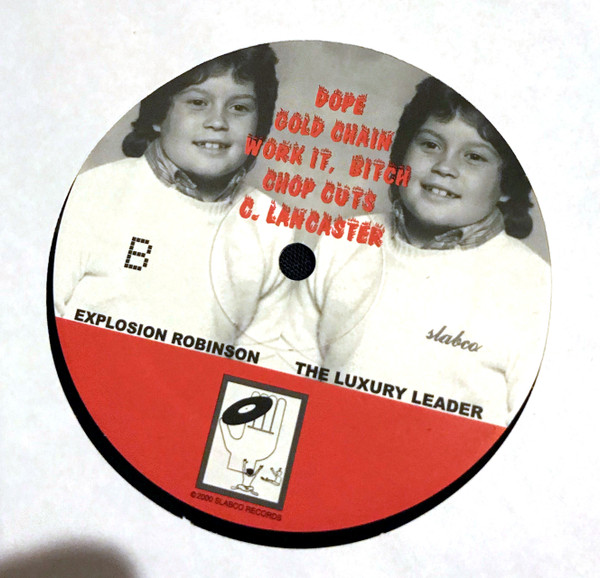 DOPE
GOLD CHAIN
WORK IT, BITCH
CHOP CUTS
C. LANCASTER
B
slabco
EXPLOSION ROBINSON
THE LUXURY LEADER
©2000 SLABCO RECORDS